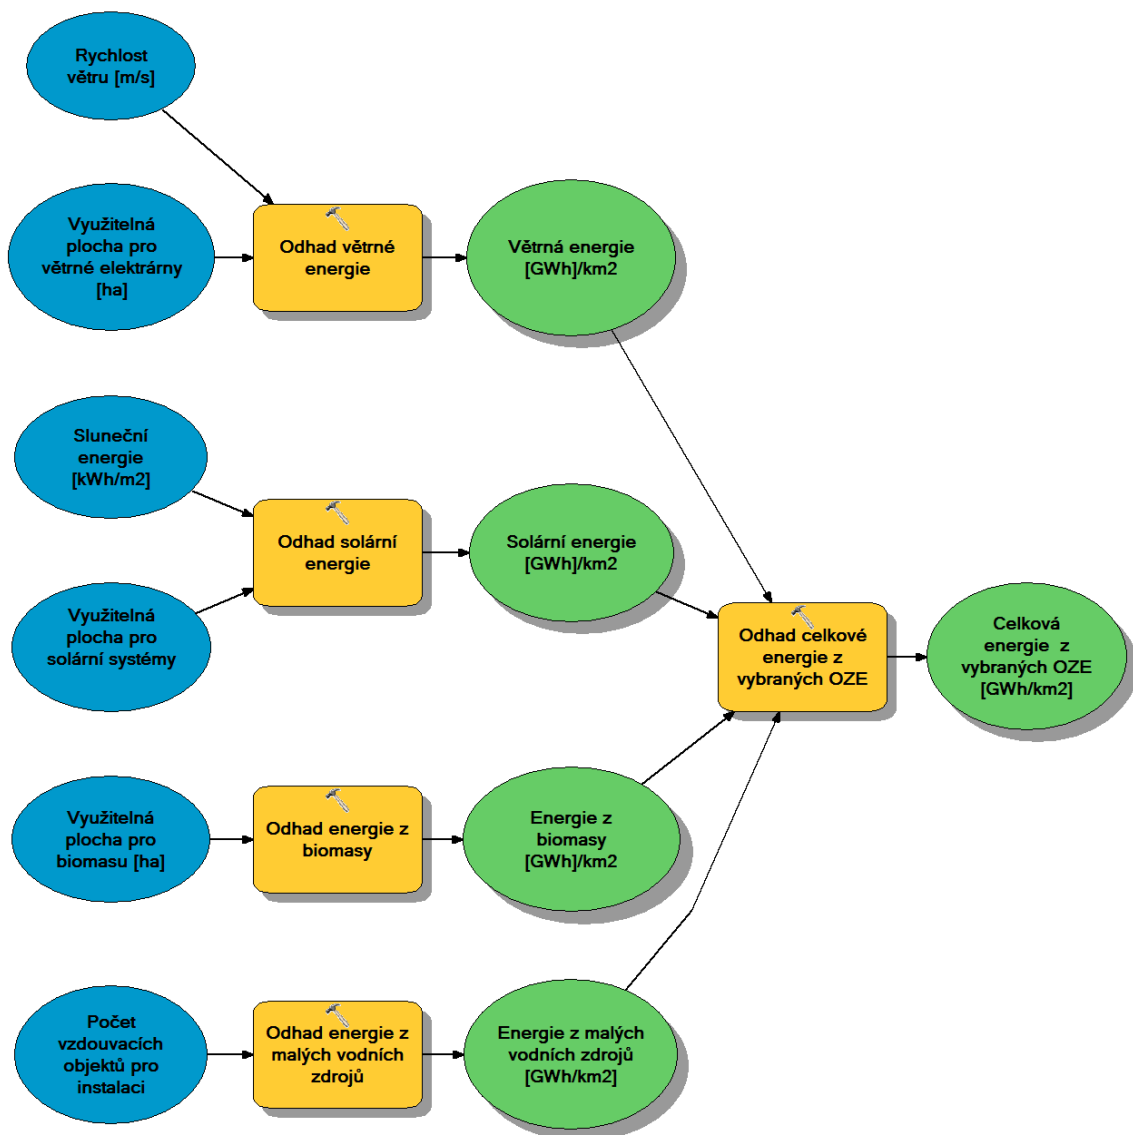 Rychlost
větru [m/s]
Využitelná
plocha pro
větrné elektrárny
[ha]
Odhad větrné
energie
Větrná energie
[GWh]/km2
Sluneční
energie
[kWh/m2]
Odhad solární
energie
Solární energie
[GWh]/km2
Využitelná
plocha pro
solární systémy
Odhad celkové
energie z
vybraných OZE
Celková
energie  z
vybraných OZE
[GWh/km2]
Využitelná
plocha pro
biomasu [ha]
Odhad energie z
biomasy
Energie z
biomasy
[GWh]/km2
Počet
vzdouvacích
objektů pro
instalaci
Odhad energie z
malých vodních
zdrojů
Energie z malých
vodních zdrojů
[GWh/km2]